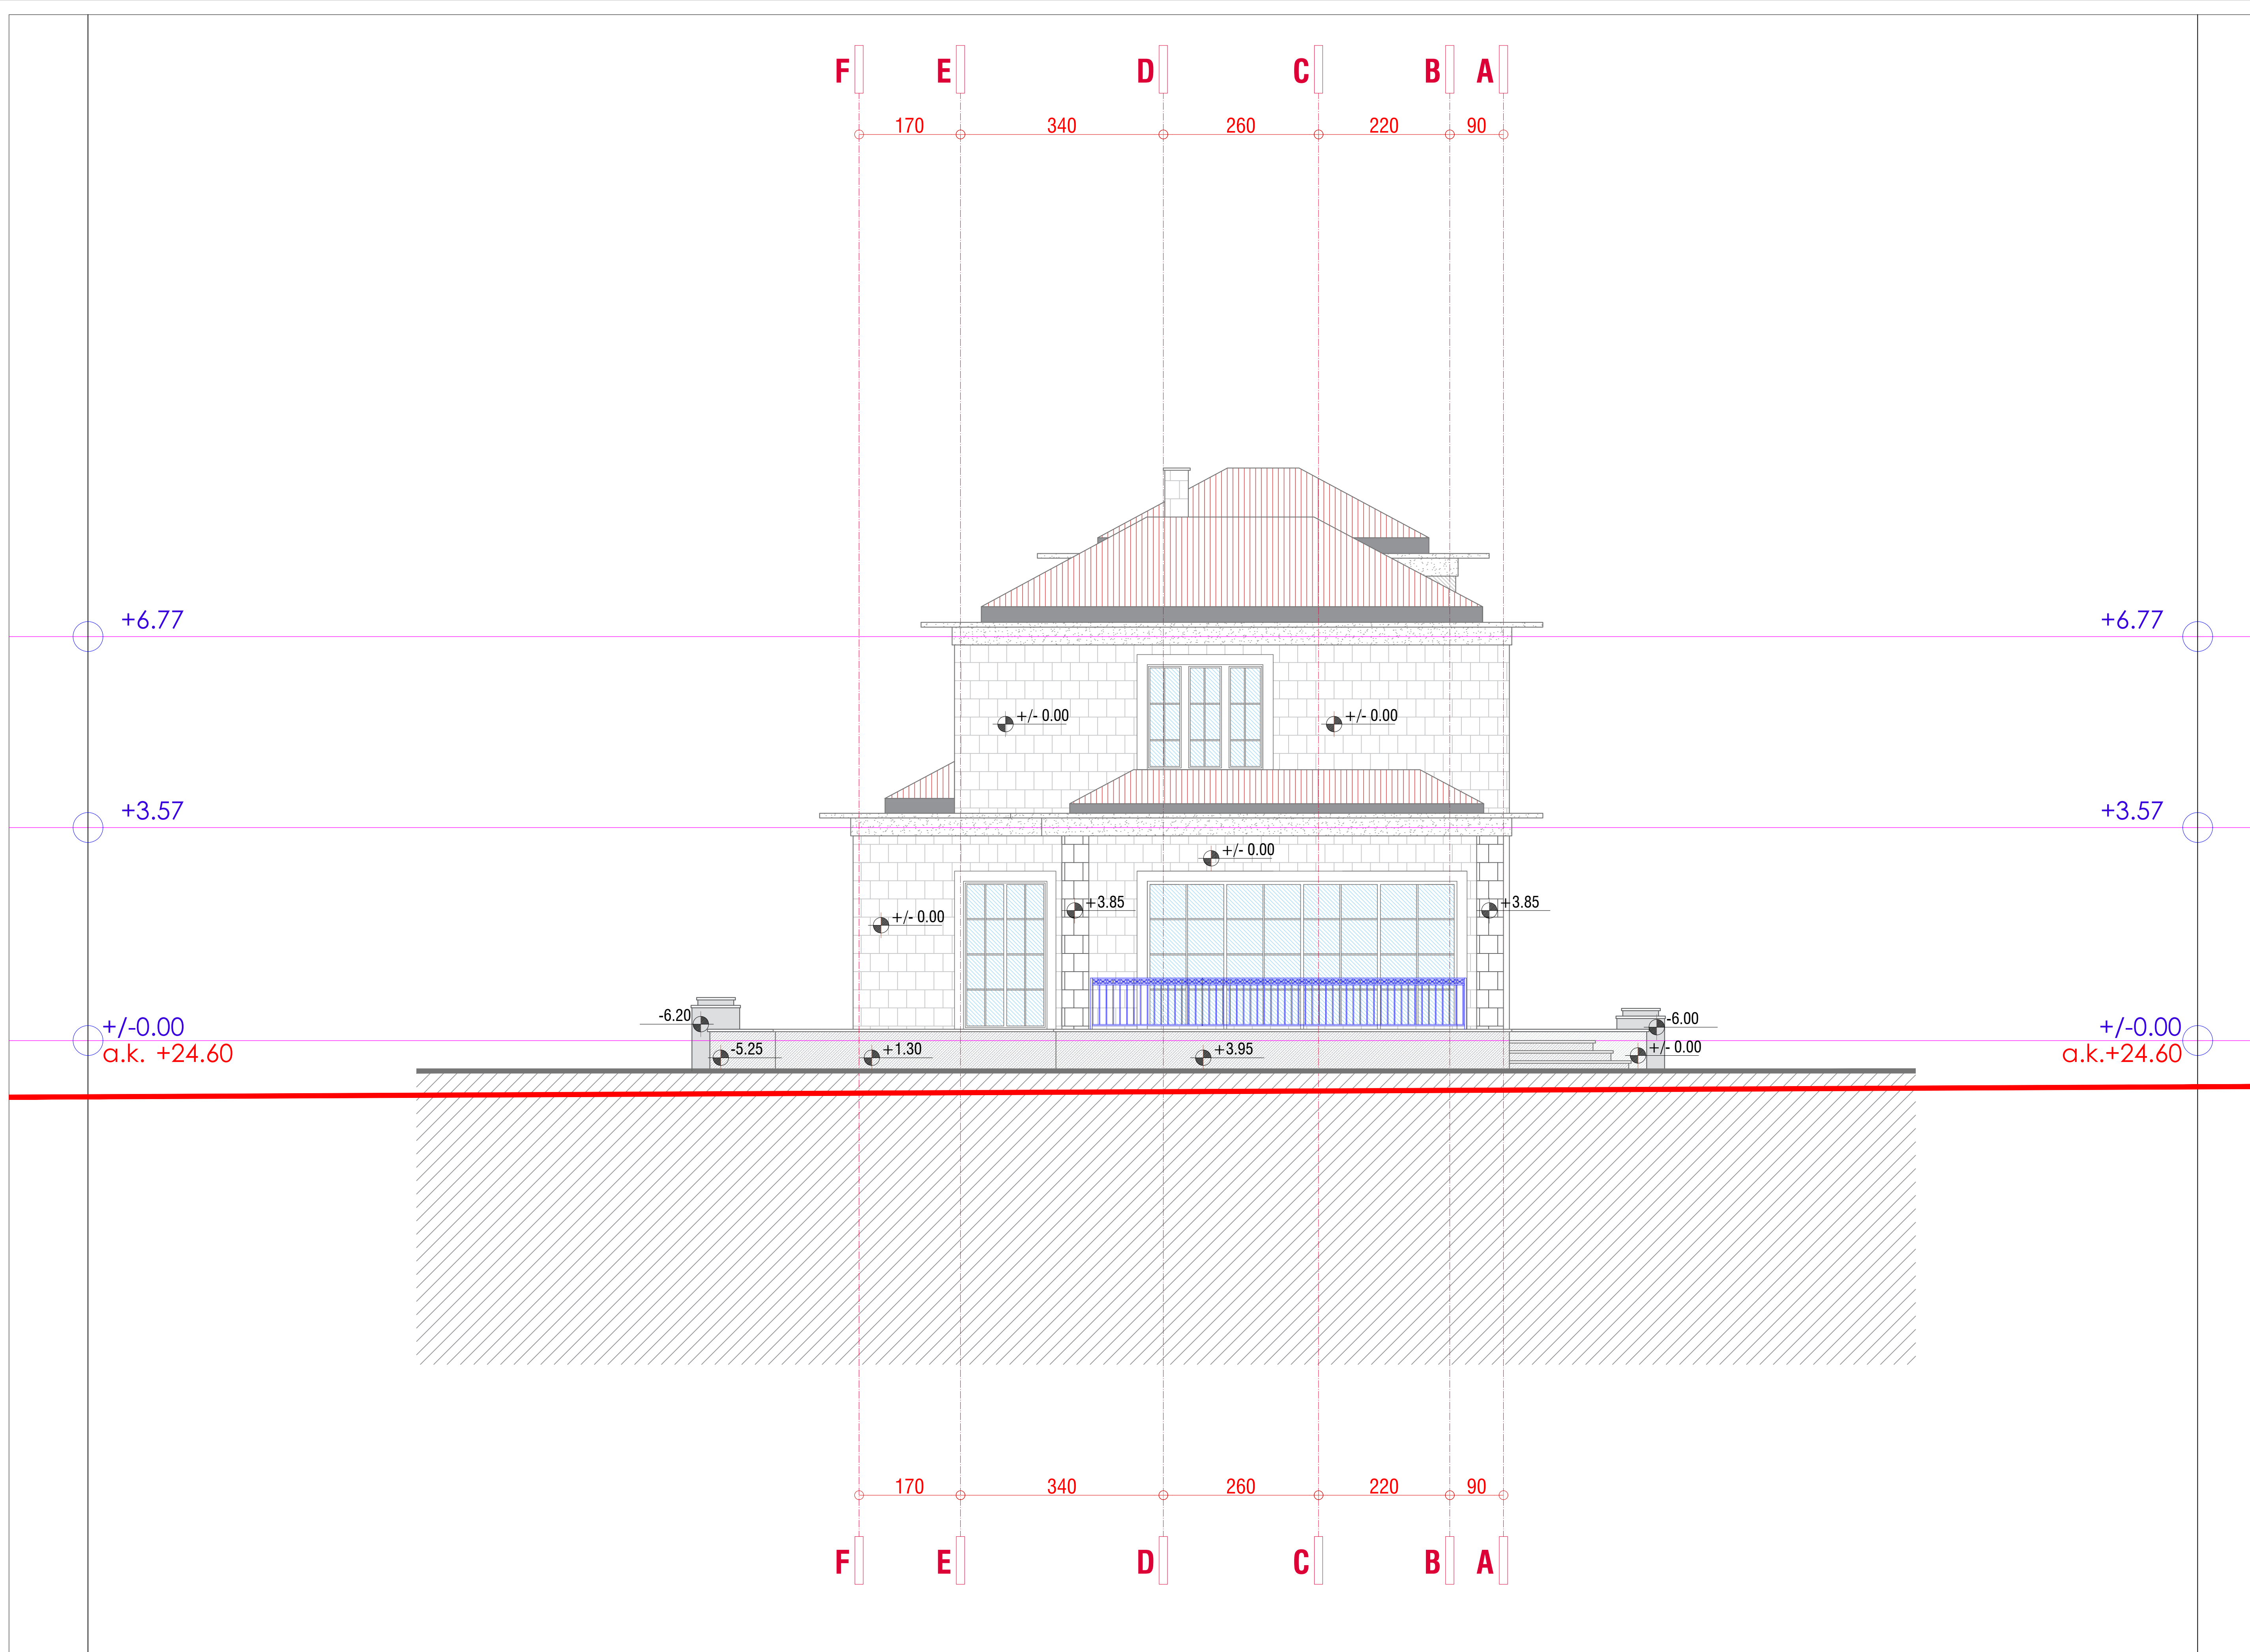 F E D C B A
170 340 260 220 90
+6.77 +6.77
+/- 0.00 +/- 0.00
+3.57 +3.57
+/- 0.00
+3.85 +3.85
+/- 0.00
-6.20 -6.00
+/-0.00 +/-0.00
a.k. +24.60 -5.25 +1.30 +3.95 +/- 0.00 a.k.+24.60
170 340 260 220 90
F E D C B A